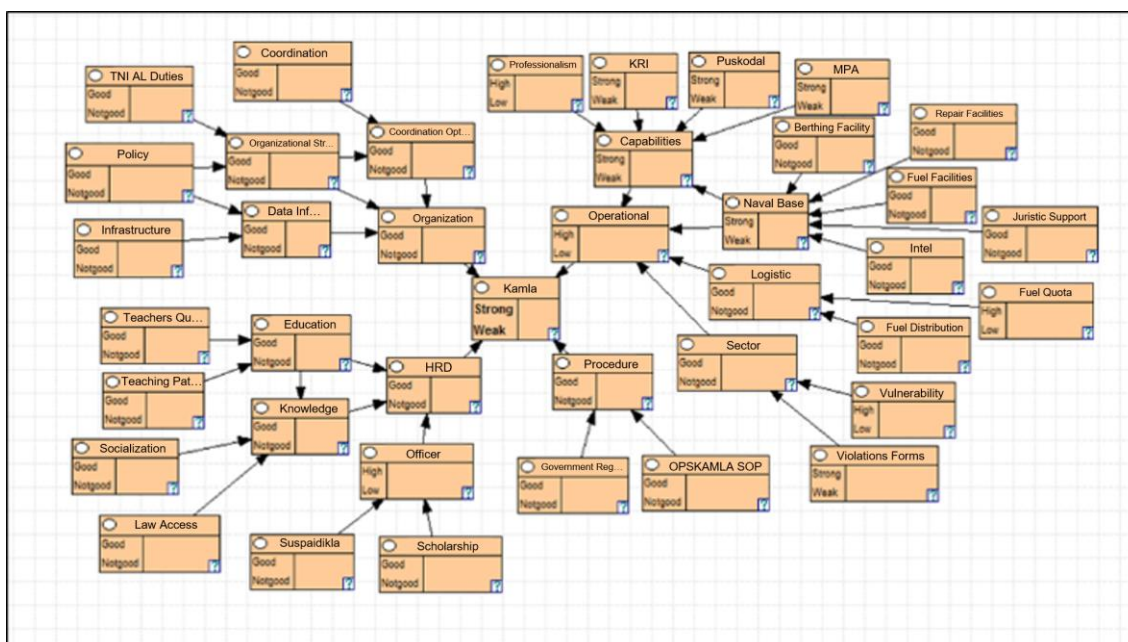 Coordination
Good
Notgood
TNI AL Duties
Good
Notgood
Professionalism
High
Low
KRI
Strong
Weak
Puskodal
Strong
Weak
MPA
Strong
Weak
Policy
Good
Notgood
Organizational Str...
Good
Notgood
Coordination Opt...
Good
Notgood
Capabilities
Strong
Weak
Berthing Facility
Good
Notgood
Repair Facilities
Good
Notgood
Infrastructure
Good
Notgood
Data Inf...
Good
Notgood
Organization
Good
Notgood
Operational
High
Low
Naval Base
Strong
Weak
Fuel Facilities
Good
Notgood
Juristic Support
Good
Notgood
Intel
Good
Notgood
Kamla
Strong
Weak
Logistic
Good
Notgood
Fuel Quota
High
Low
Fuel Distribution
Good
Notgood
Teachers Qu...
Good
Notgood
Education
Good
Notgood
HRD
Good
Notgood
Procedure
Good
Notgood
Sector
Good
Notgood
Teaching Pat...
Good
Notgood
Knowledge
Good
Notgood
Vulnerability
High
Low
Socialization
Good
Notgood
Officer
High
Low
Government Reg...
Good
Notgood
OPSKAMLA SOP
Good
Notgood
Violations Forms
Strong
Weak
Law Access
Good
Notgood
Suspaidikla
Good
Notgood
Scholarship
Good
Notgood